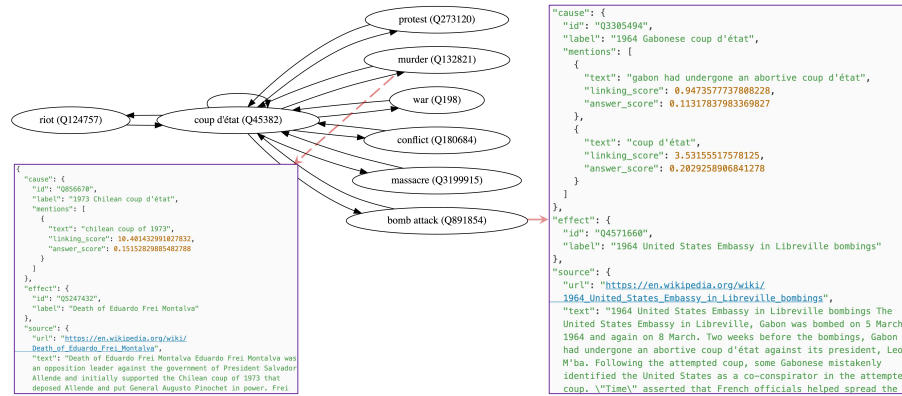 protest (Q273120)
murder (Q132821)
war (Q198)
riot (Q124757)
coup d'état (Q45382)
conflict (Q180684)
massacre (Q3199915)
bomb attack (Q891854)
{
"cause": {
"id": "Q856670",
"label": "1973 Chilean coup d'état",
"mentions": [
{
"text": "chilean coup of 1973",
"linking_score": 10.401432991027832,
"answer_score": 0.15152829885482788
}
]
},
"effect": {
"id": "Q5247432",
"label": "Death of Eduardo Frei Montalva"
},
"source": {
"url": "https://en.wikipedia.org/wiki/
Death_of_Eduardo_Frei_Montalva",
"text": "Death of Eduardo Frei Montalva Eduardo Frei Montalva was
an opposition leader against the government of President Salvador
Allende and initially supported the Chilean coup of 1973 that
deposed Allende and put General Augusto Pinochet in power. Frei
"cause": {
"id": "Q3305494",
"label": "1964 Gabonese coup d'état",
"mentions": [
{
"text": "gabon had undergone an abortive coup d'état",
"linking_score": 0.9473577737808228,
"answer_score": 0.11317837983369827
},
{
"text": "coup d'état",
"linking_score": 3.53155517578125,
"answer_score": 0.2029258906841278
}
]
},
"effect": {
"id": "Q4571660",
"label": "1964 United States Embassy in Libreville bombings"
},
"source": {
"url": "https://en.wikipedia.org/wiki/
1964_United_States_Embassy_in_Libreville_bombings",
"text": "1964 United States Embassy in Libreville bombings The
United States Embassy in Libreville, Gabon was bombed on 5 March
1964 and again on 8 March. Two weeks before the bombings, Gabon
had undergone an abortive coup d'état against its president, Leo
M'ba. Following the attempted coup, some Gabonese mistakenly
identified the United States as a co-conspirator in the attempte
coup. \"Time\" asserted that French officials helped spread the